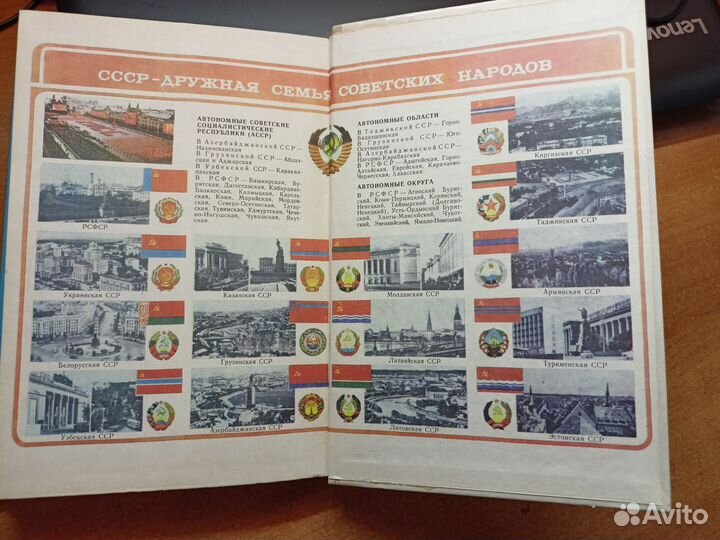 СССР-ДРУЖНАЯ СЕМЬЯ СОВЕТСКИХ НАРОДОВ
АВТОНОМНЫЕ СОВЕТСКИЕ
СОЦИАЛИСТИЧЕСКИЕ
РЕСПУБЛИКИ (АССР)
В Азербайджанской ССР—
Нахичеванская
В Грузинской ССР— Абхаз-
ская и Аджарская
В Узбекской ССР— Каракал-
пакская
В РСФСР— Башкирская, Бу-
рятская, Дагестанская, Кабардино-
Балкарская, Калмыцкая, Карель-
ская, Коми, Марийская, Мордов-
ская, Северо-Осетинская, Татар-
ская, Тувинская, Удмуртская, Чече-
но-Ингушская, Чувашская, Якут-
ская.
АВТОНОМНЫЕ ОБЛАСТИ
В Таджикской ССР— Горно-
Бадахшанская
В Грузинской ССР— Юго-
Осетинская
В Азербайджанской ССР—
Нагорно-Карабахская
В РСФСР— Адыгейская, Горно-
Алтайская, Еврейская, Карачаево-
Черкесская, Хакасская.
АВТОНОМНЫЕ ОКРУГА
В РСФСР— Агинский Бурят-
ский, Коми-Пермяцкий, Корякский,
Ненецкий, Таймырский (Долгано-
Ненецкий), Усть-Ордынский Бурят-
ский, Ханты-Мансийский, Чукот-
ский, Эвенкийский, Ямало-Ненецкий
РСФСР
Киргизская ССР
Таджикская ССР
Украинская ССР
Казахская ССР
Молдавская ССР
Армянская ССР
Белорусская ССР
Грузинская ССР
Латвийская ССР
Туркменская ССР
Узбекская ССР
Азербайджанская ССР
Литовская ССР
Эстонская ССР
Lenovo
Avito